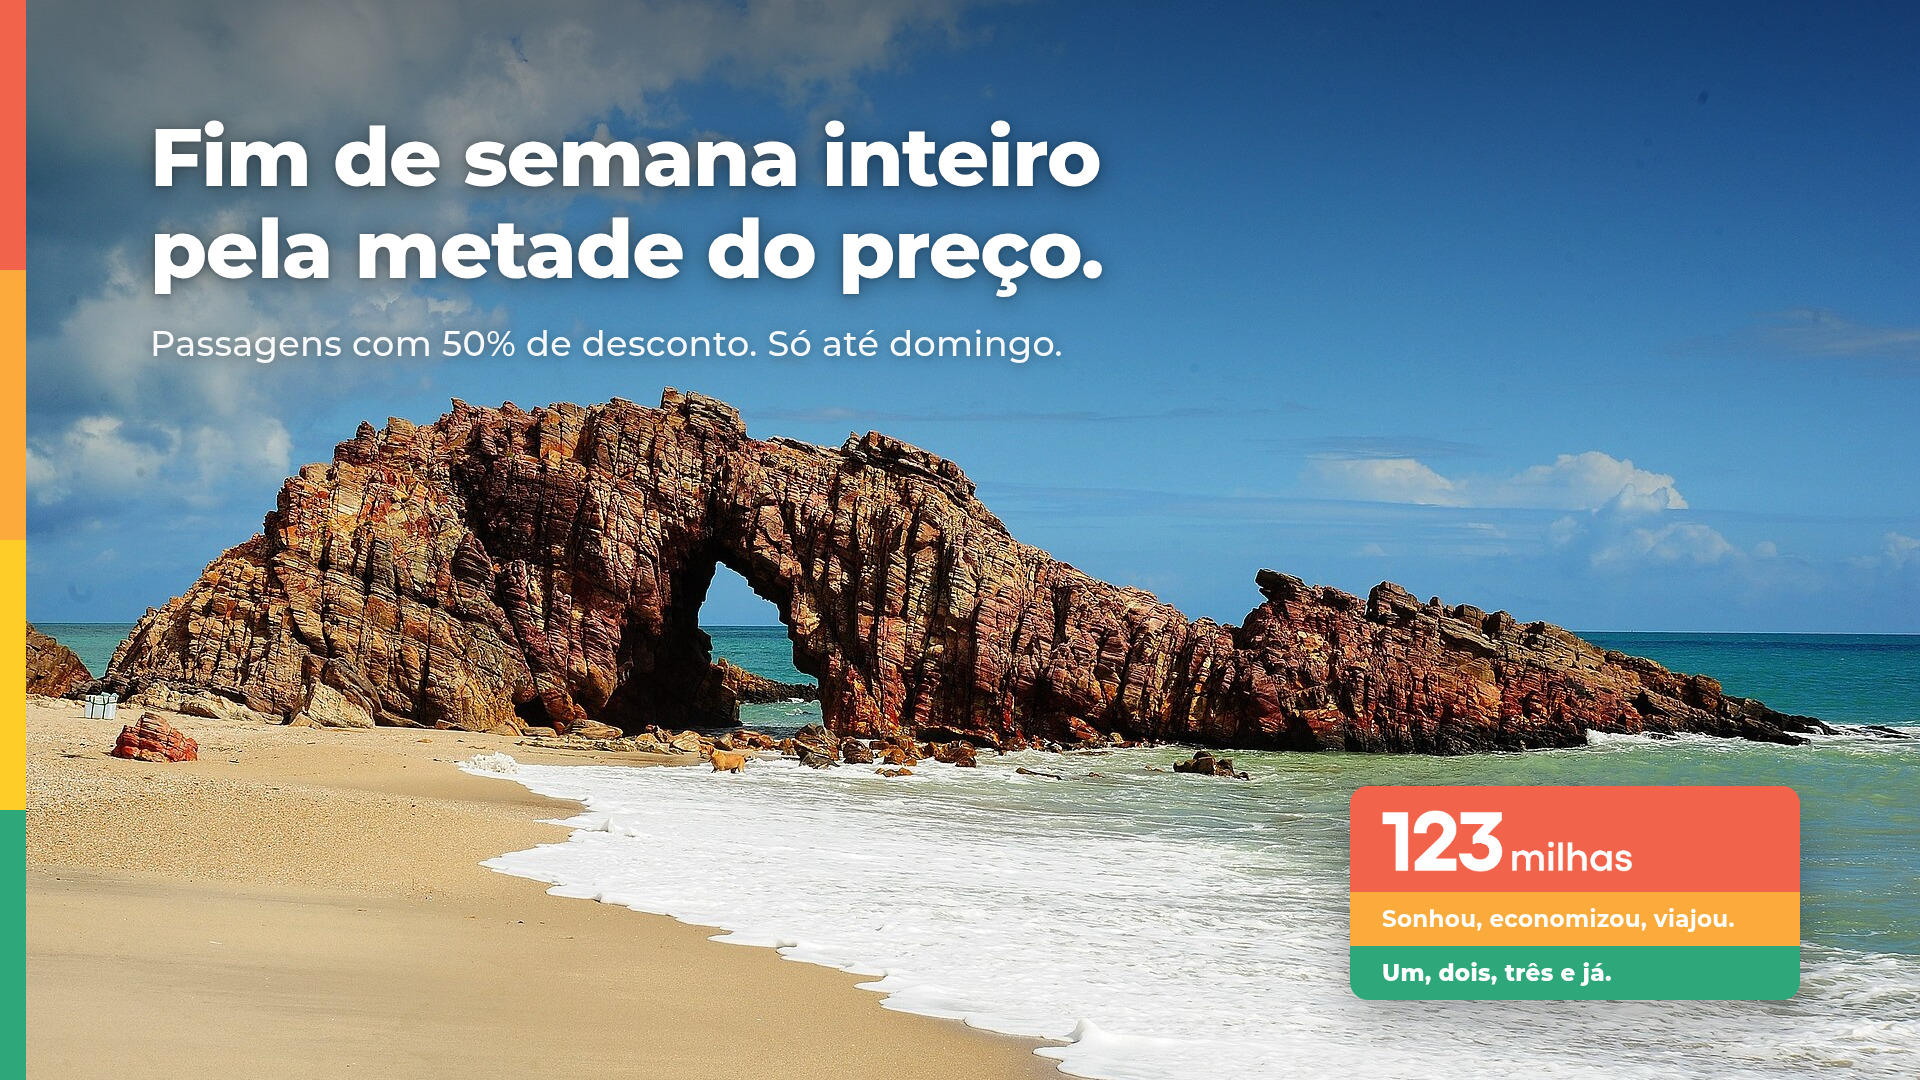 Fim de semana inteiro
pela metade do preço.
Passagens com 50% de desconto. Só até domingo.
123 milhas
Sonhou, economizou, viajou.
Um, dois, três e já.